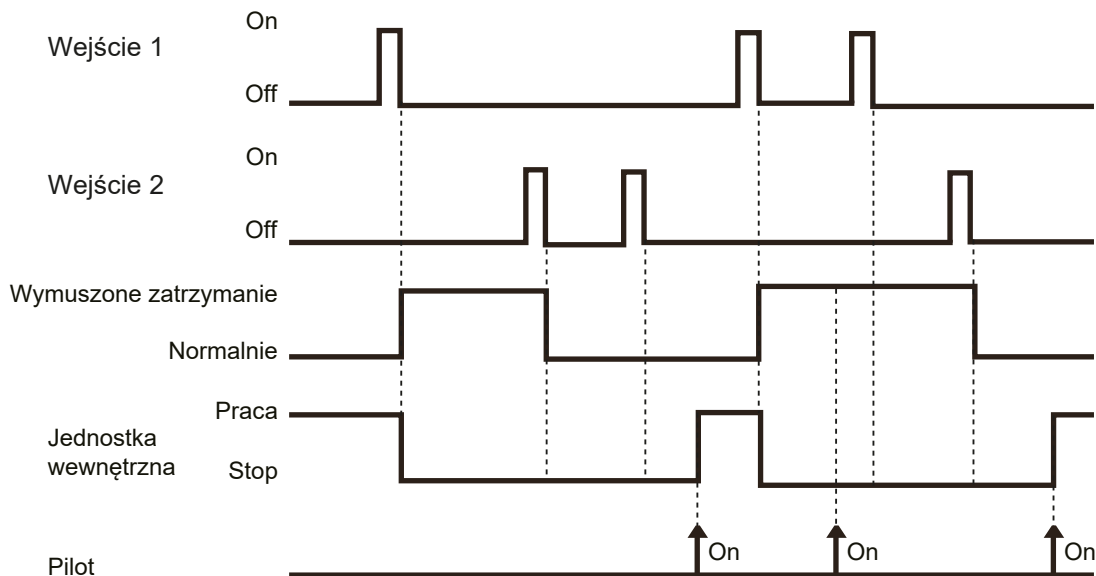 On
Wejście 1
Off
On
Wejście 2
Off
Wymuszone zatrzymanie
Normalnie
Praca
Jednostka
wewnętrzna
Stop
On
On
On
Pilot